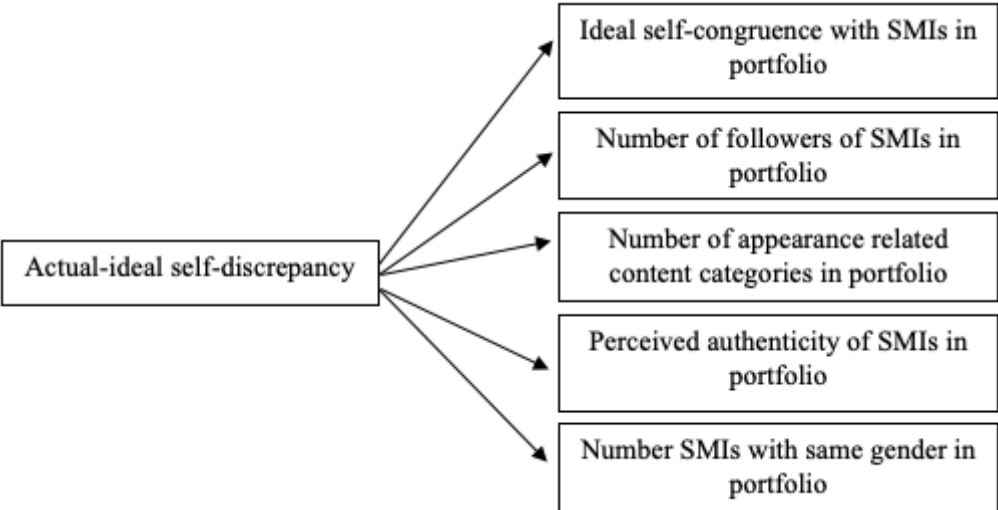 Ideal self-congruence with SMIs in
portfolio
Number of followers of SMIs in
portfolio
Actual-ideal self-discrepancy
Number of appearance related
content categories in portfolio
Perceived authenticity of SMIs in
portfolio
Number SMIs with same gender in
portfolio